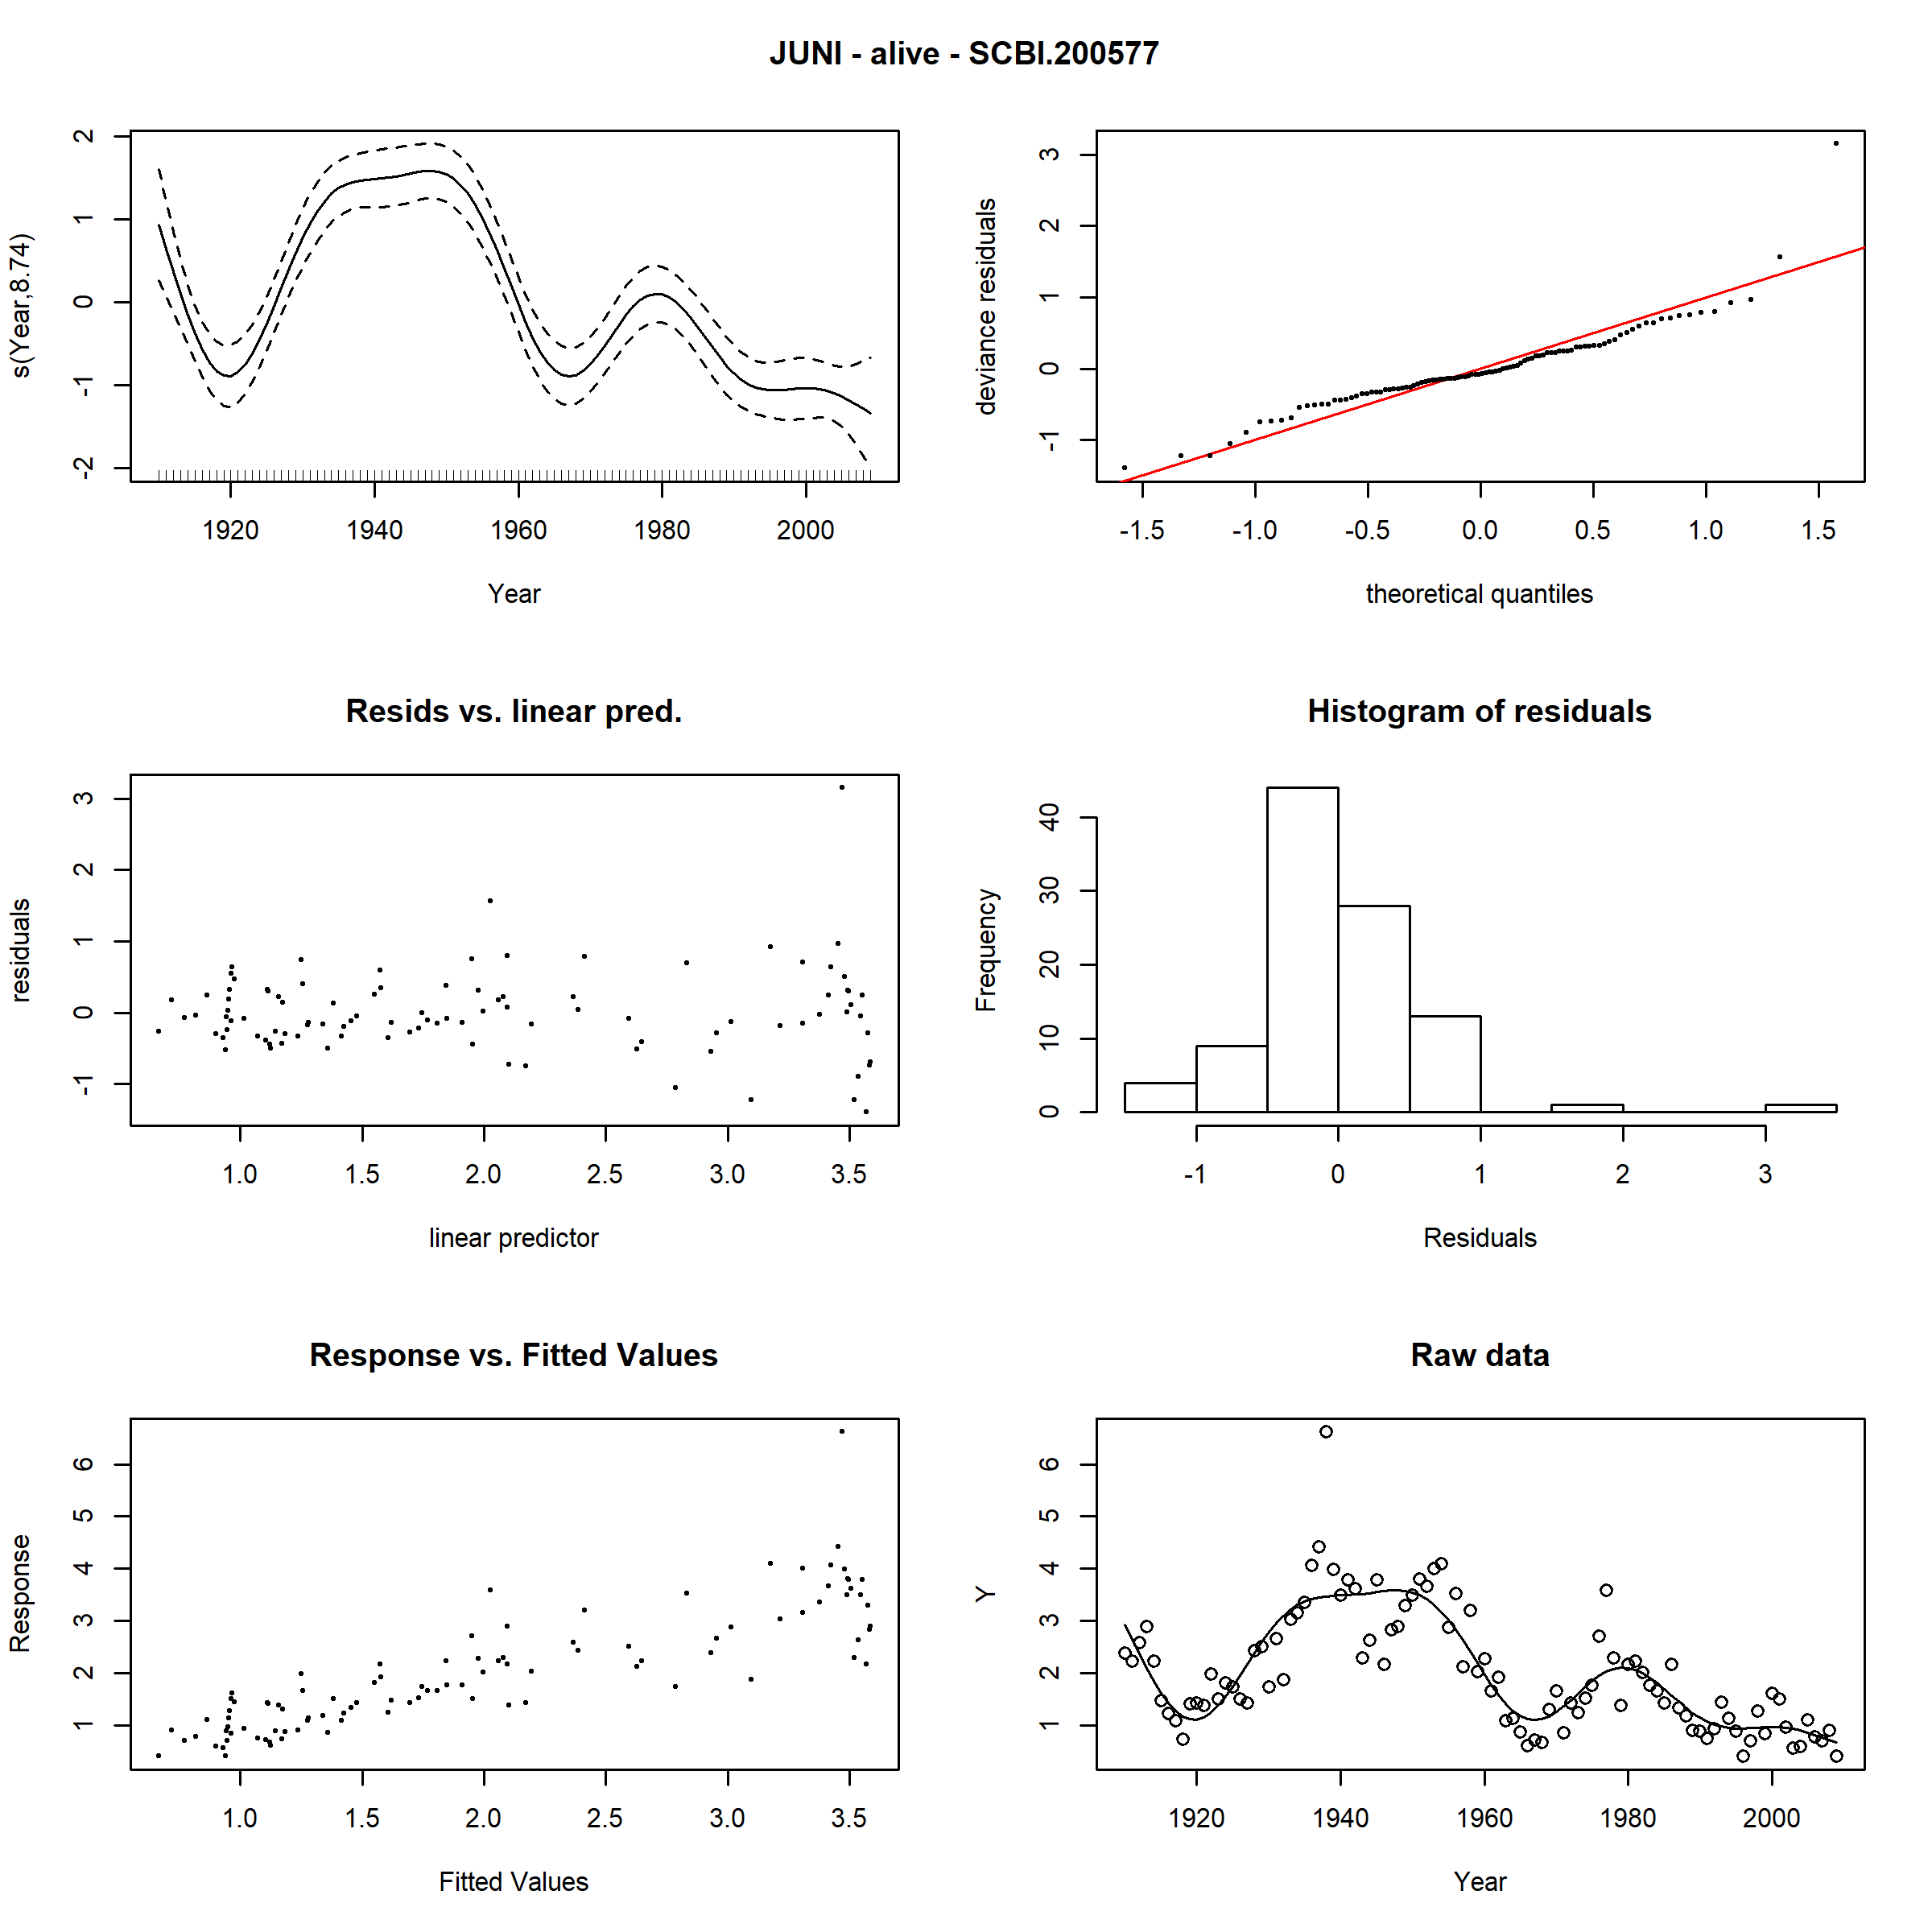 JUNI - alive - SCBI.200577
s(Year,8.74)
2
1
0
-1
-2
1920 1940 1960 1980 2000
Year
deviance residuals
3
2
1
0
-1
-1.5 -1.0 -0.5 0.0 0.5 1.0 1.5
theoretical quantiles
Resids vs. linear pred.
residuals
3
2
1
0
-1
1.0 1.5 2.0 2.5 3.0 3.5
linear predictor
Histogram of residuals
Frequency
40
30
20
10
0
-1 0 1 2 3
Residuals
Response vs. Fitted Values
Response
6
5
4
3
2
1
1.0 1.5 2.0 2.5 3.0 3.5
Fitted Values
Raw data
Y
6
5
4
3
2
1
1920 1940 1960 1980 2000
Year